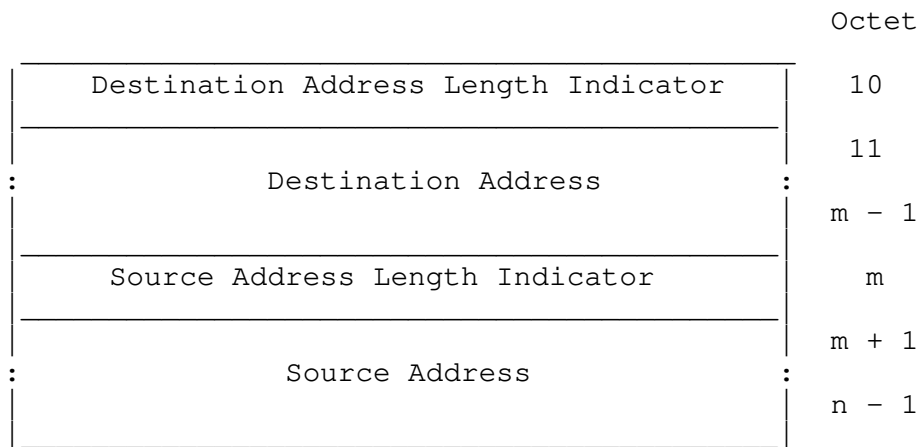 Octet
Destination Address Length Indicator 10
11
: Destination Address :
m - 1
Source Address Length Indicator m
m + 1
: Source Address :
n - 1